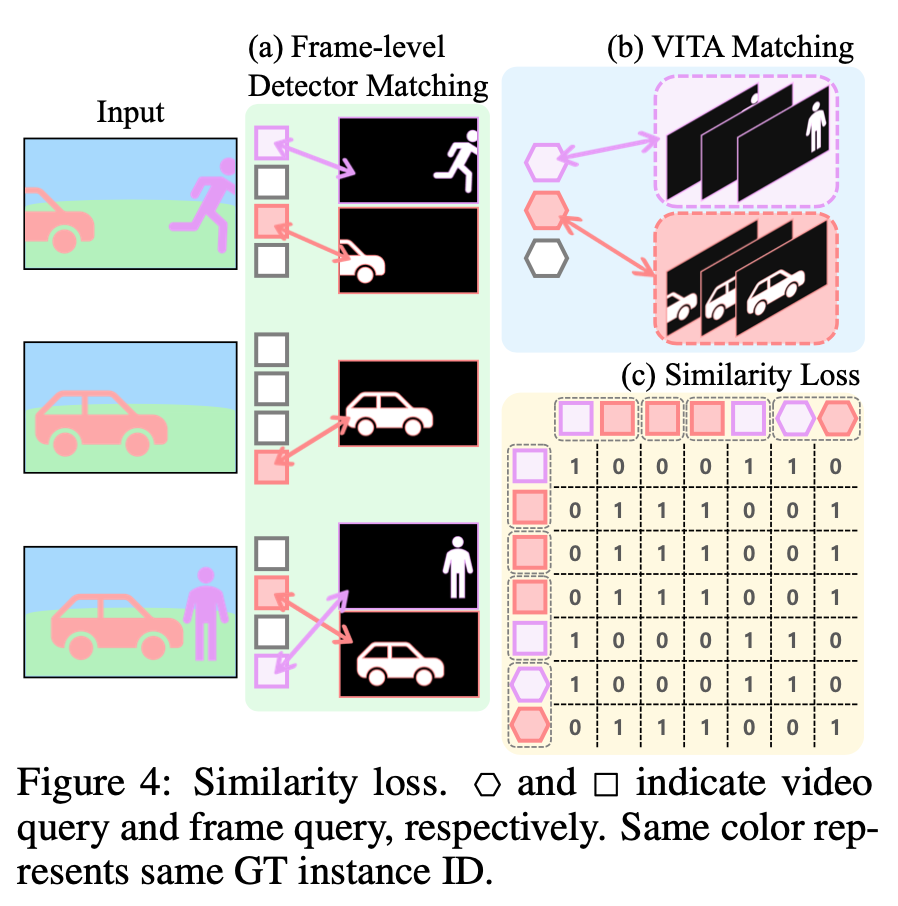 Input
(a) Frame-level
Detector Matching
(b) VITA Matching
(c) Similarity Loss
1 0 0 0 1 1 0
0 1 1 1 0 0 1
0 1 1 1 0 0 1
0 1 1 1 0 0 1
1 0 0 0 1 1 0
1 0 0 0 1 1 0
0 1 1 1 0 0 1
Figure 4: Similarity loss. ⬡ and □ indicate video
query and frame query, respectively. Same color rep-
resents same GT instance ID.